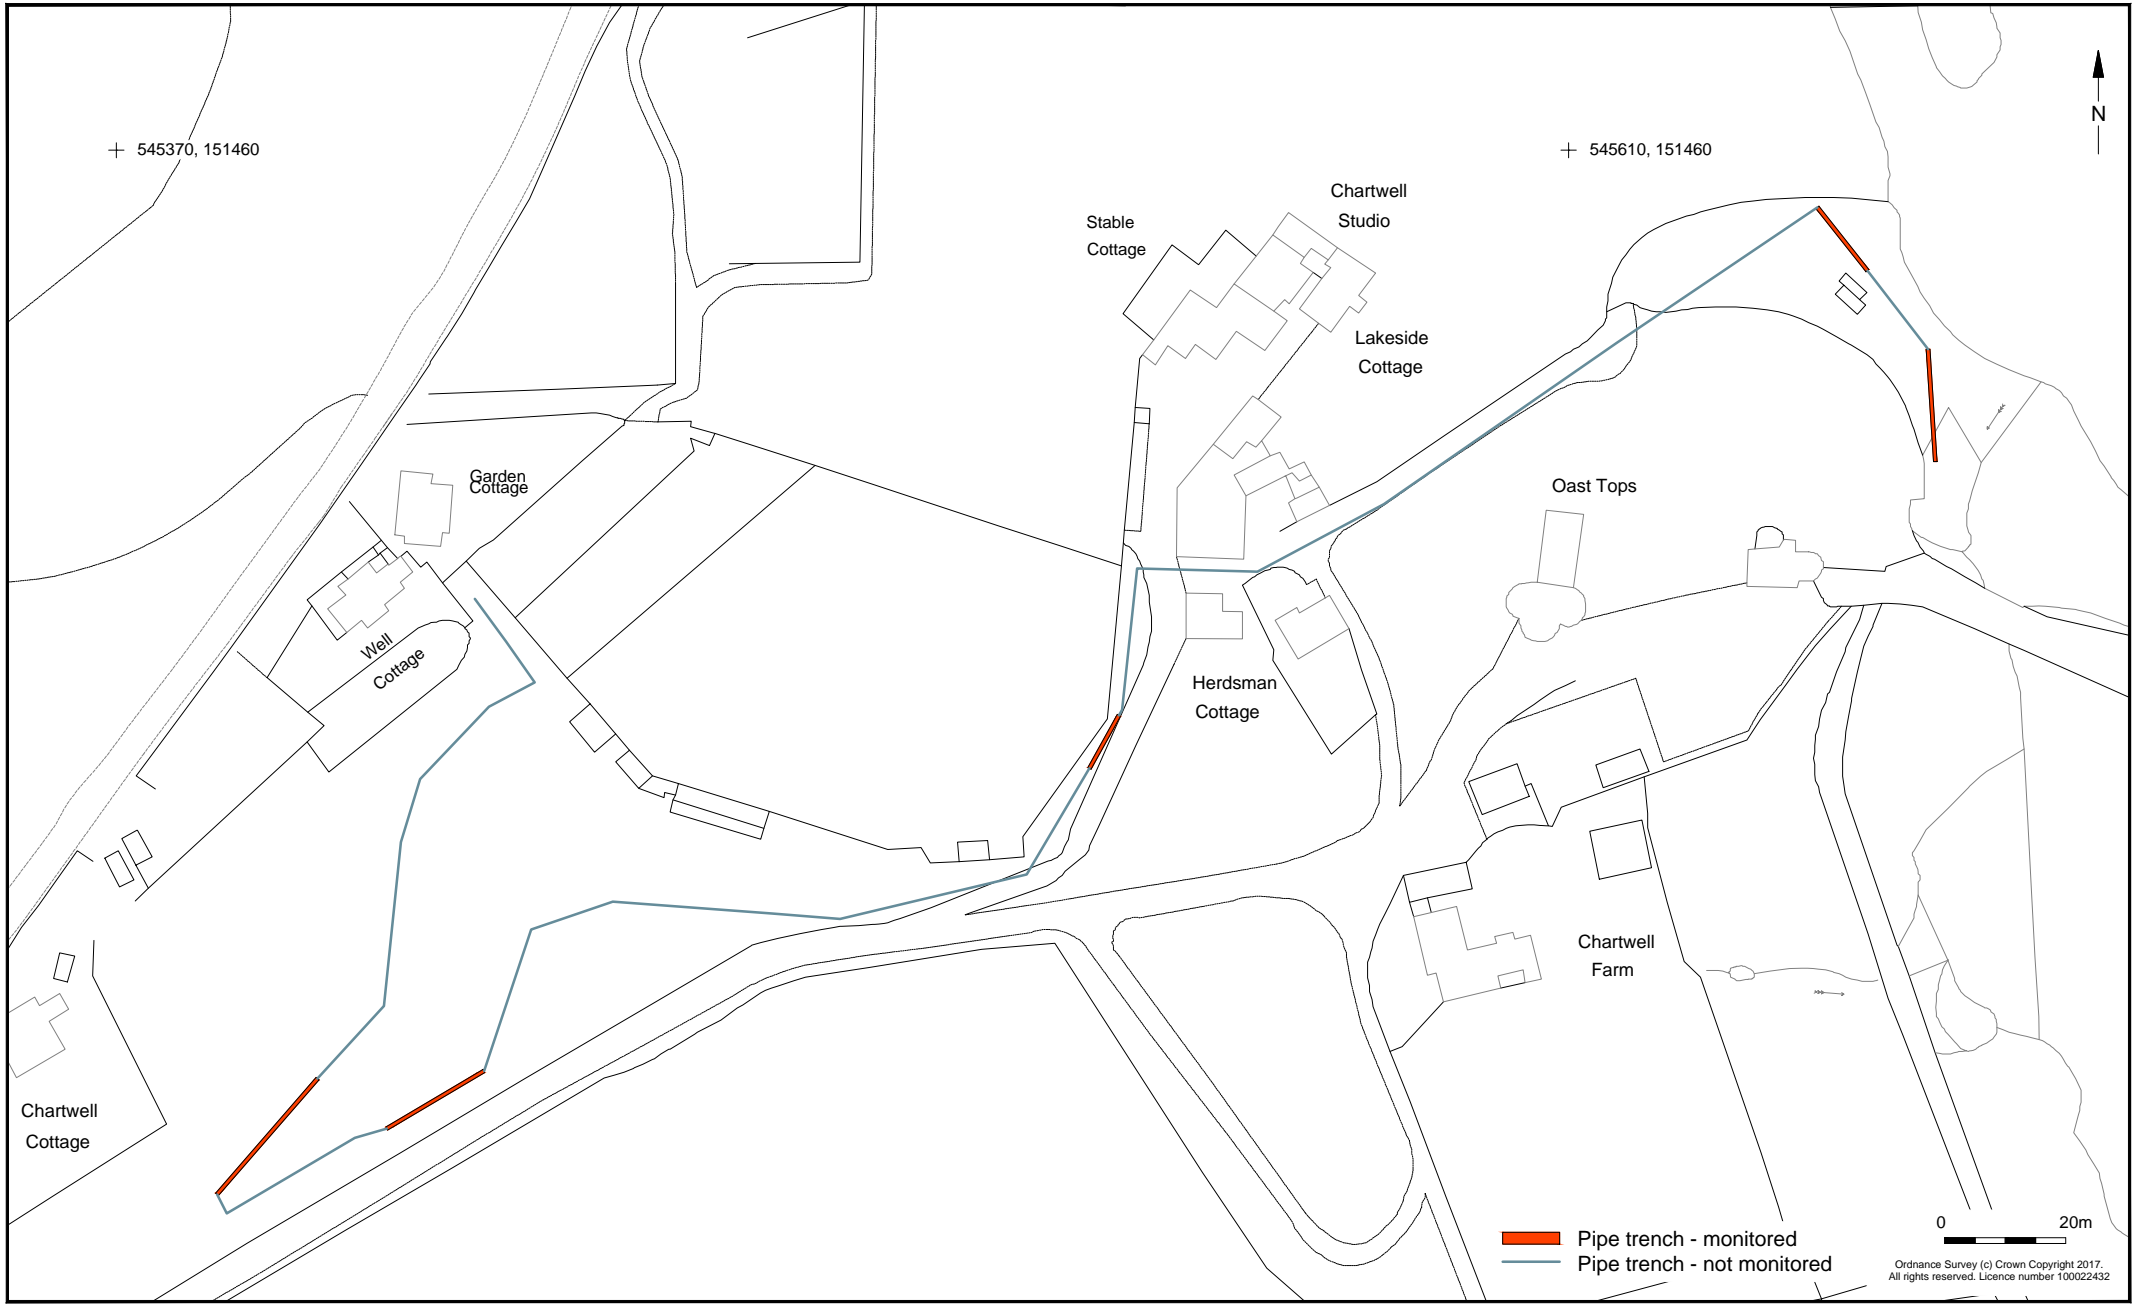 545370, 151460
545610, 151460
N
Chartwell
Studio
Stable
Cottage
Lakeside
Cottage
Garden
Cottage
Oast Tops
Well
Cottage
Herdsman
Cottage
Chartwell
Farm
Chartwell
Cottage
0 20m
Pipe trench - monitored
Pipe trench - not monitored
Ordnance Survey (c) Crown Copyright 2017.
All rights reserved. Licence number 100022432